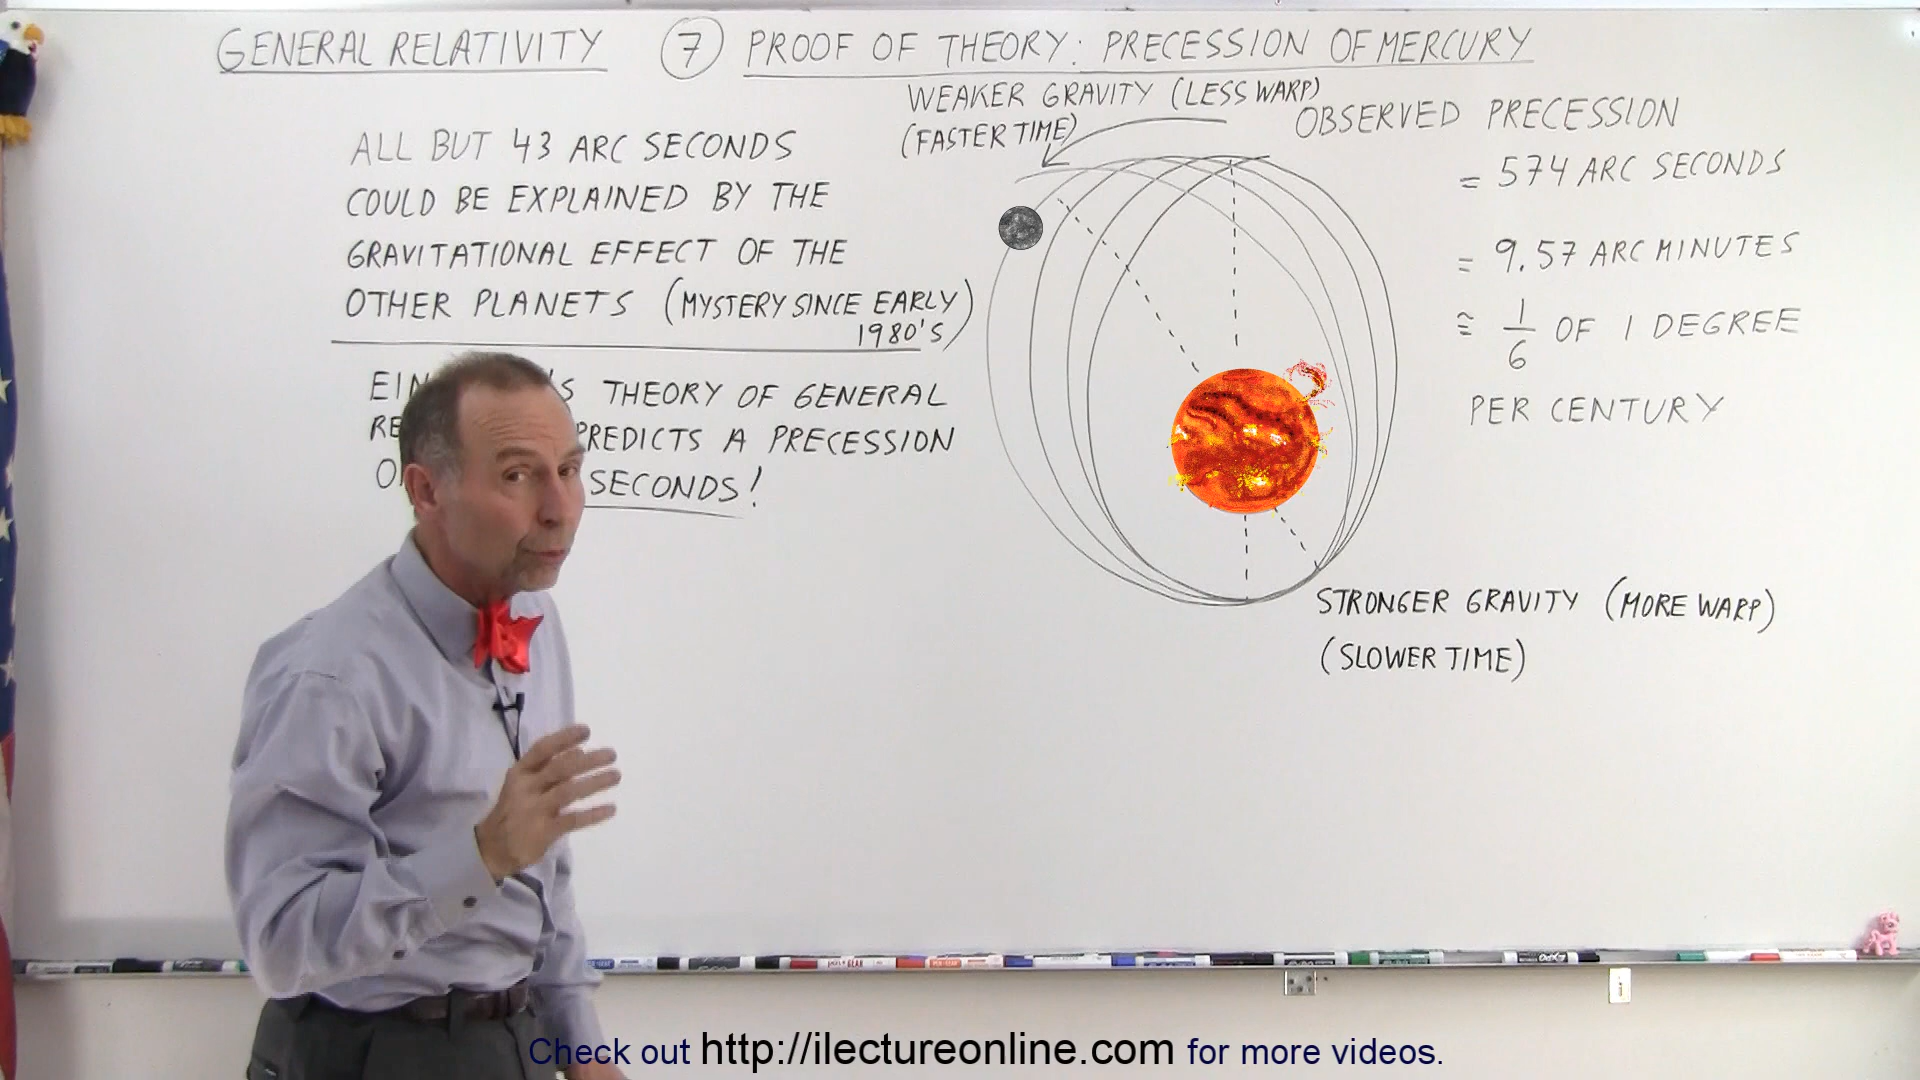 GENERAL RELATIVITY 7 PROOF OF THEORY: PRECESSION OF MERCURY
ALL BUT 43 ARC SECONDS
COULD BE EXPLAINED BY THE
GRAVITATIONAL EFFECT OF THE
OTHER PLANETS (MYSTERY SINCE EARLY
1980'S)
THEORY OF GENERAL
PREDICTS A PRECESSION
SECONDS!
WEAKER GRAVITY (LESS WARP)
(FASTER TIME)
OBSERVED PRECESSION
= 574 ARC SECONDS
= 9.57 ARC MINUTES
≅ 1/6 OF 1 DEGREE
PER CENTURY
STRONGER GRAVITY (MORE WARP)
(SLOWER TIME)
EXPO
Check out http://ilectureonline.com for more videos.